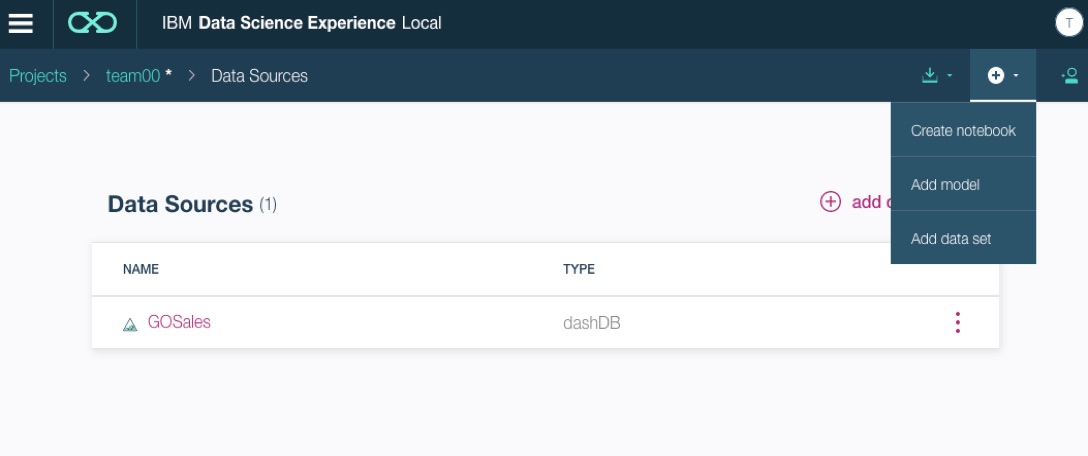 IBM Data Science Experience Local
T
Projects > team00 * > Data Sources
Create notebook
Add model
Add data set
Data Sources (1)
add
NAME TYPE
GOSales dashDB